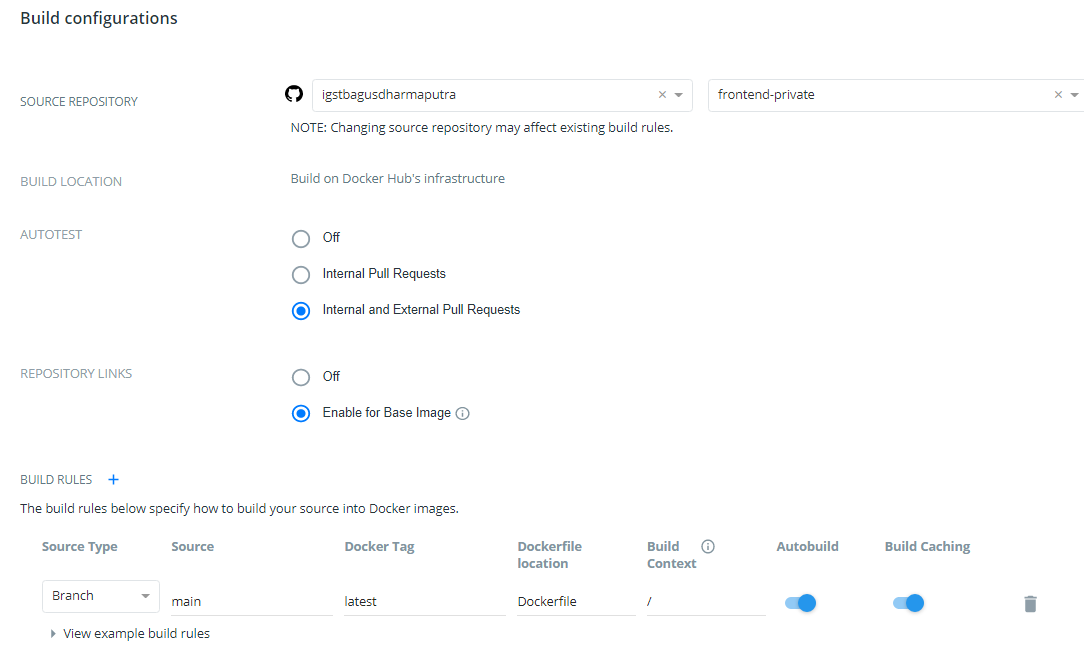 Build configurations
SOURCE REPOSITORY
igstbagusdharmaputra
frontend-private
NOTE: Changing source repository may affect existing build rules.
BUILD LOCATION
Build on Docker Hub's infrastructure
AUTOTEST
Off
Internal Pull Requests
Internal and External Pull Requests
REPOSITORY LINKS
Off
Enable for Base Image
BUILD RULES
The build rules below specify how to build your source into Docker images.
Source Type Source Docker Tag Dockerfile location Build Context Autobuild Build Caching
Branch main latest Dockerfile /
View example build rules